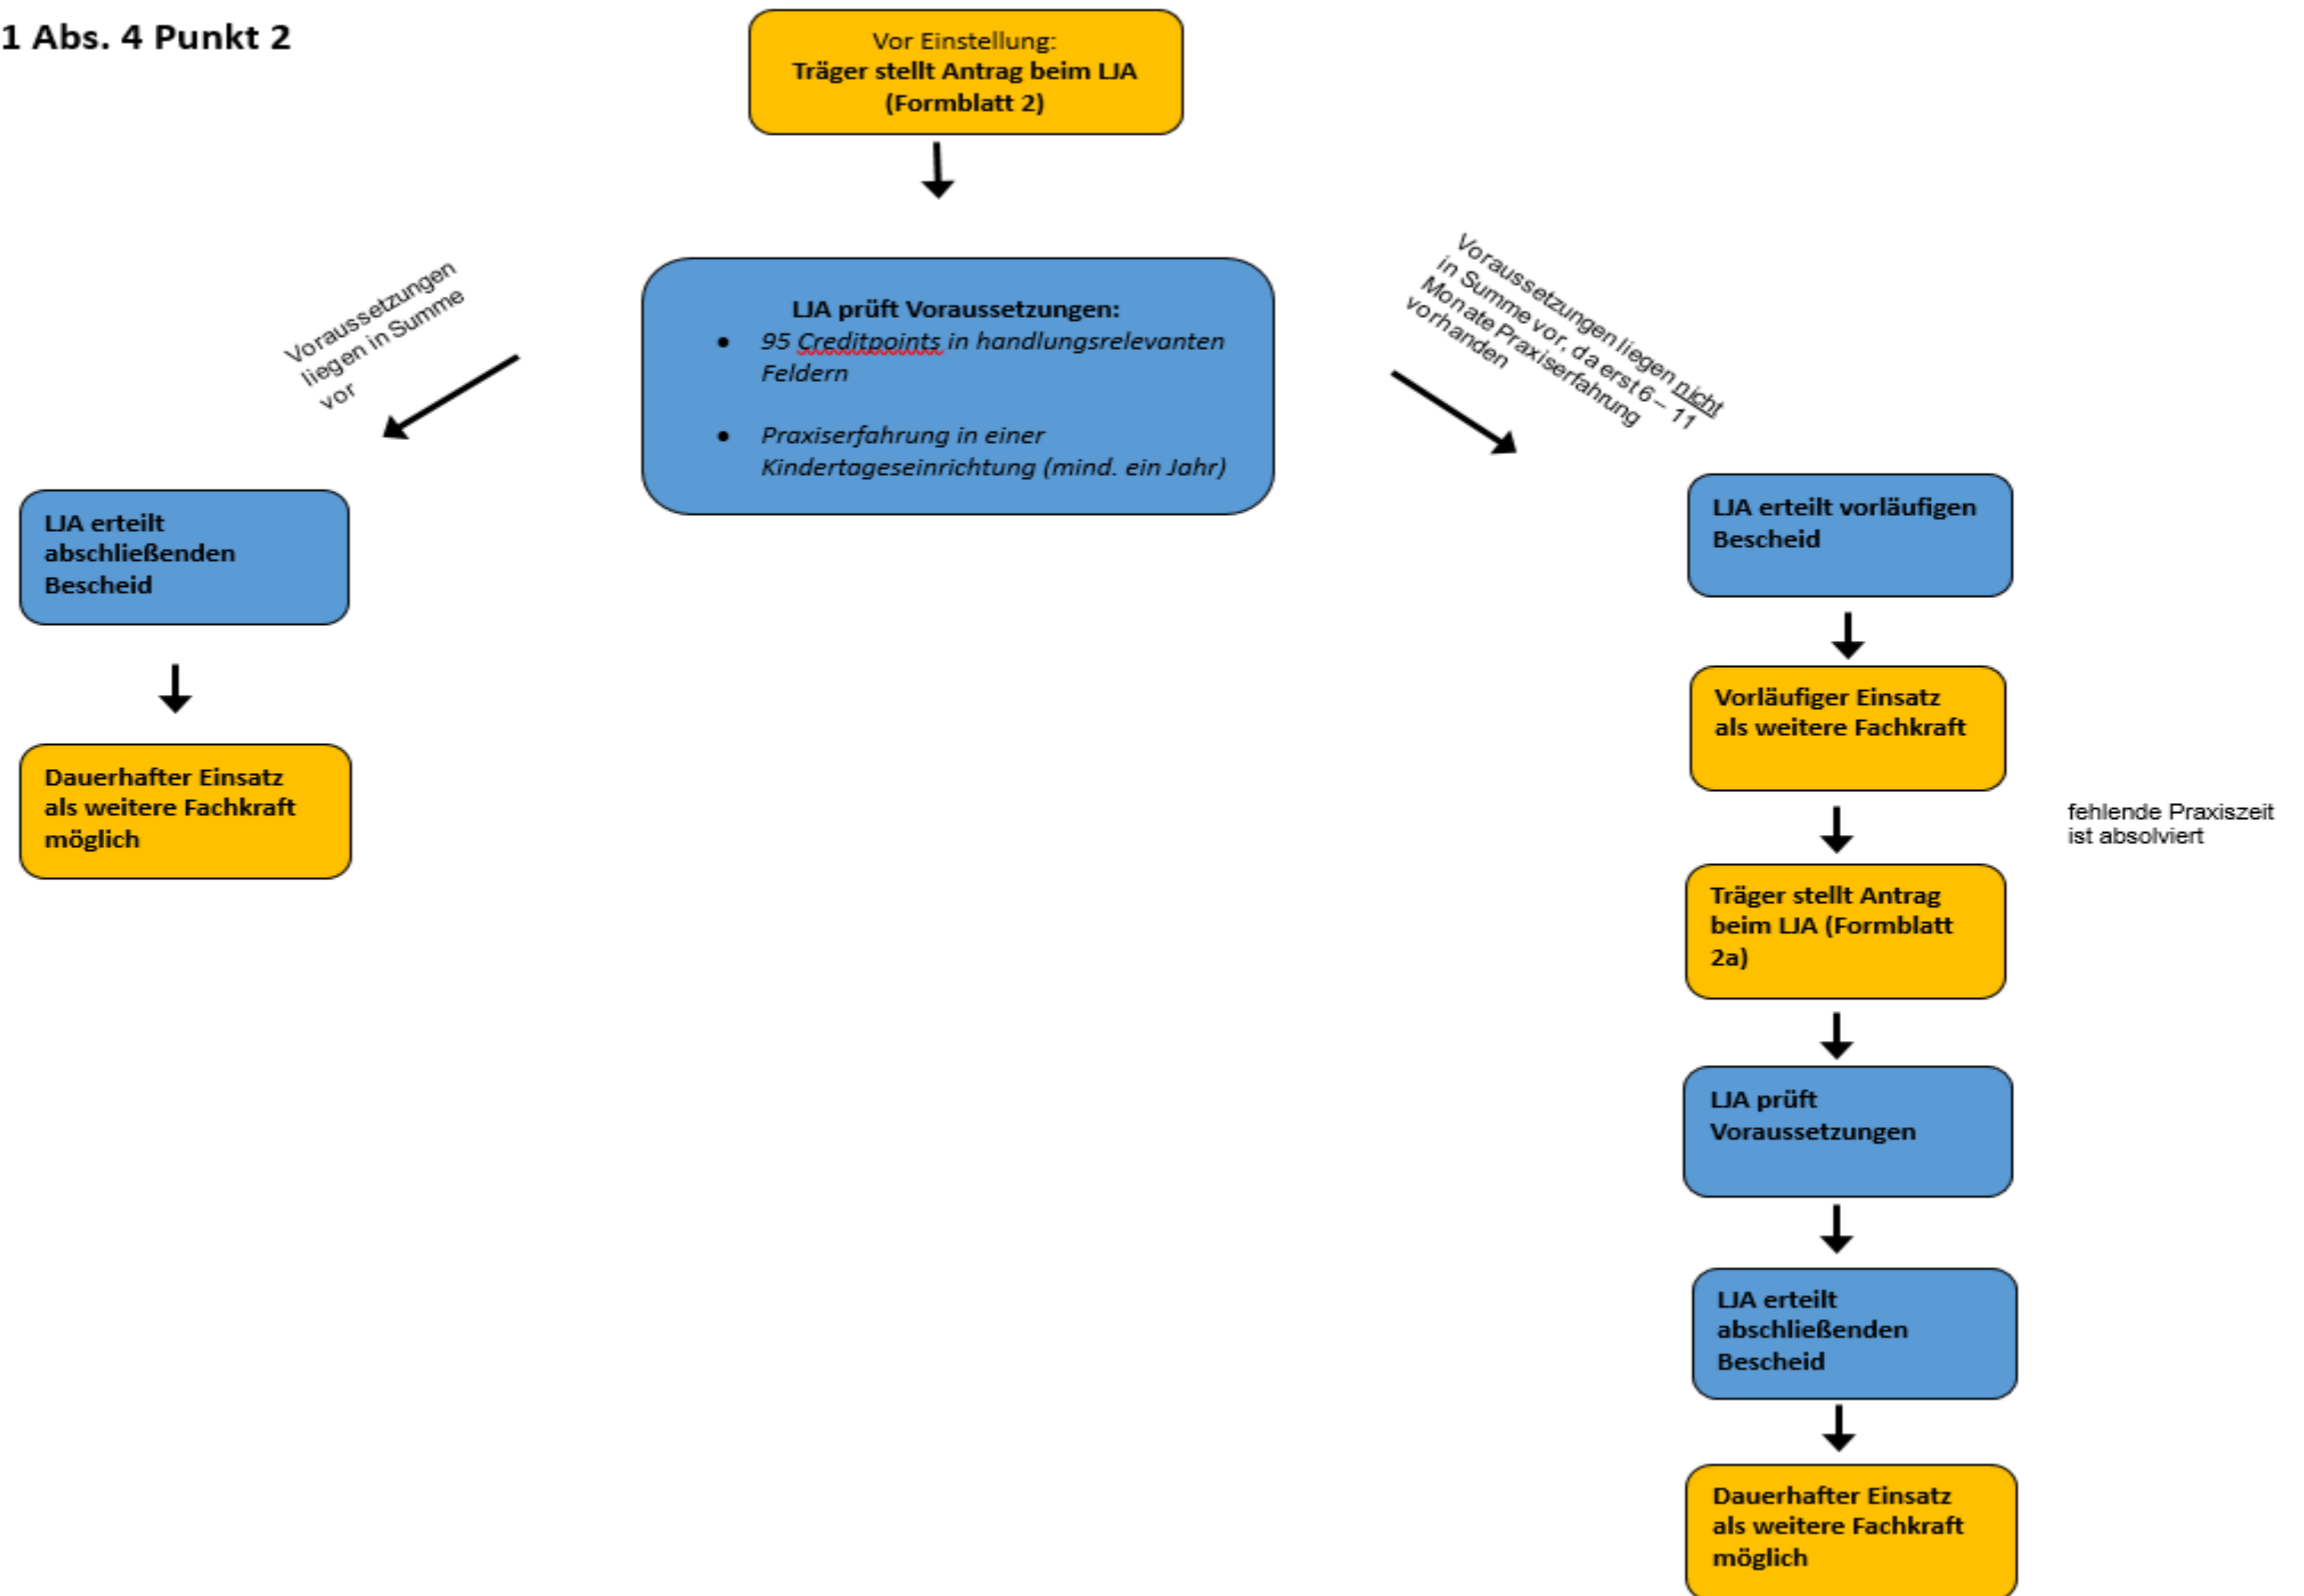 1 Abs. 4 Punkt 2
Vor Einstellung:
Träger stellt Antrag beim LJA
(Formblatt 2)
LJA prüft Voraussetzungen:
• 95 Creditpoints in handlungsrelevanten
Feldern
• Praxiserfahrung in einer
Kindertageseinrichtung (mind. ein Jahr)
Voraussetzungen
liegen in Summe
vor
LJA erteilt
abschließenden
Bescheid
Dauerhafter Einsatz
als weitere Fachkraft
möglich
Voraussetzungen liegen nicht
in Summe vor, da erst 6 – 11
Monate Praxiserfahrung
vorhanden
LJA erteilt vorläufigen
Bescheid
Vorläufiger Einsatz
als weitere Fachkraft
fehlende Praxiszeit
ist absolviert
Träger stellt Antrag
beim LJA (Formblatt
2a)
LJA prüft
Voraussetzungen
LJA erteilt
abschließenden
Bescheid
Dauerhafter Einsatz
als weitere Fachkraft
möglich